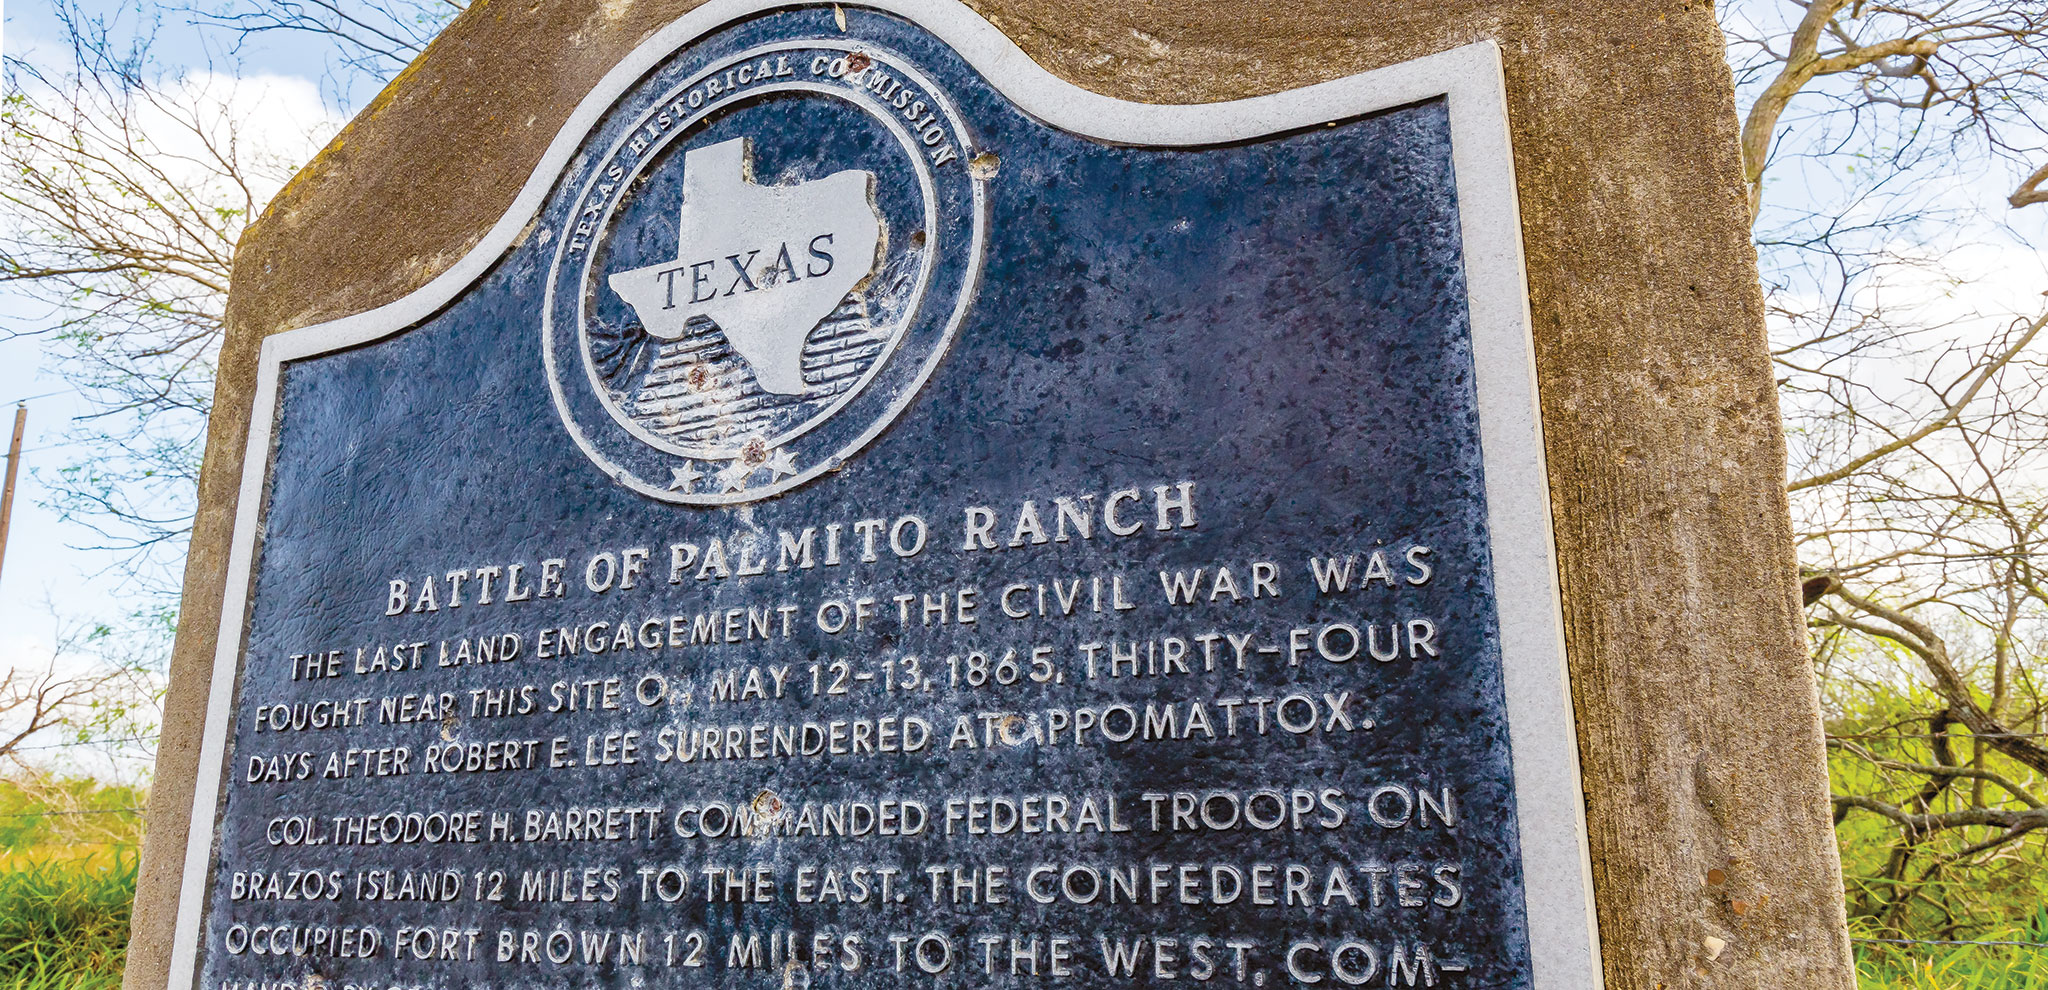 TEXAS HISTORICAL COMMISSION
TEXAS
BATTLE OF PALMITO RANCH
THE LAST LAND ENGAGEMENT OF THE CIVIL WAR WAS
FOUGHT NEAR THIS SITE ON MAY 12-13, 1865, THIRTY-FOUR
DAYS AFTER ROBERT E. LEE SURRENDERED AT APPOMATTOX.
COL. THEODORE H. BARRETT COMMANDED FEDERAL TROOPS ON
BRAZOS ISLAND 12 MILES TO THE EAST. THE CONFEDERATES
OCCUPIED FORT BROWN 12 MILES TO THE WEST, COM-